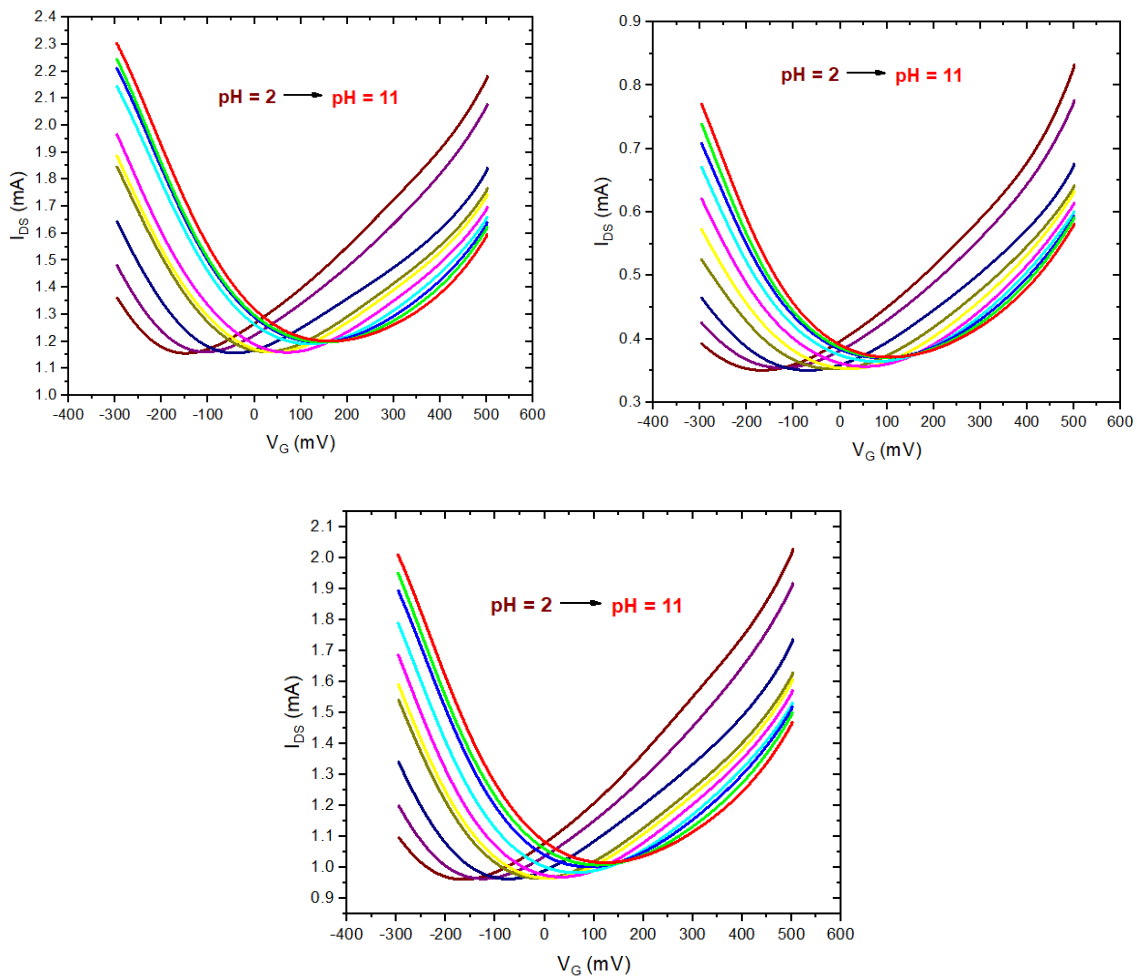 2.4
2.3
2.2
2.1
2.0
1.9
1.8
1.7
1.6
1.5
1.4
1.3
1.2
1.1
1.0
I_DS (mA)
pH = 2 → pH = 11
-400 -300 -200 -100 0 100 200 300 400 500 600
V_G (mV)
0.9
0.8
0.7
0.6
0.5
0.4
0.3
I_DS (mA)
pH = 2 → pH = 11
-400 -300 -200 -100 0 100 200 300 400 500 600
V_G (mV)
2.1
2.0
1.9
1.8
1.7
1.6
1.5
1.4
1.3
1.2
1.1
1.0
0.9
I_DS (mA)
pH = 2 → pH = 11
-400 -300 -200 -100 0 100 200 300 400 500 600
V_G (mV)